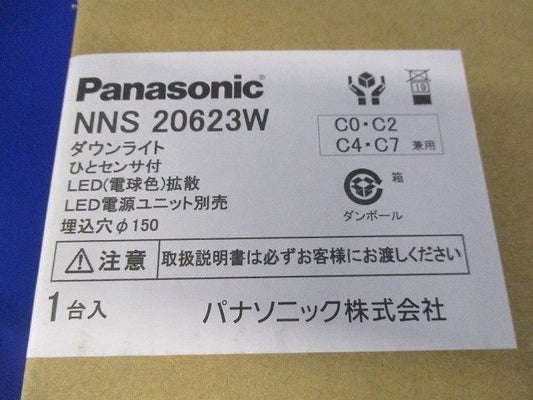 Panasonic®
NNS 20623W
ダウンライト
ひとセンサ付
LED(電球色)拡散
LED電源ユニット別売
埋込穴φ150
19
C0・C2
C4・C7 兼用
箱
ダンボール
注意 取扱説明書は必ずお客様にお渡しください
1台入
パナソニック株式会社